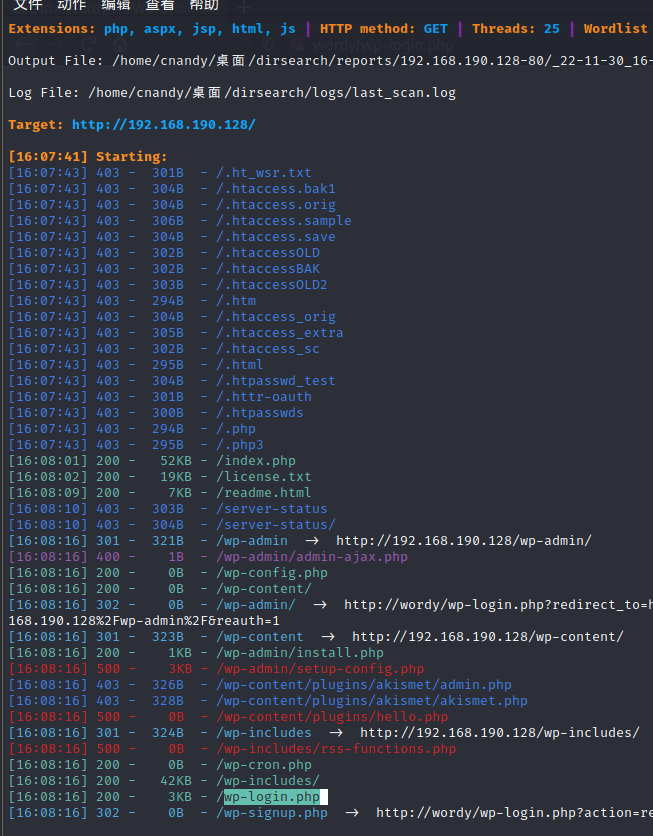 文件 动作 编辑 查看 帮助
Extensions: php, aspx, jsp, html, js | HTTP method: GET | Threads: 25 | Wordlist
Output File: /home/cnandy/桌面/dirsearch/reports/192.168.190.128-80/_22-11-30_16-
Log File: /home/cnandy/桌面/dirsearch/logs/last_scan.log
Target: http://192.168.190.128/
[16:07:41] Starting:
[16:07:43] 403 - 301B - /.ht_wsr.txt
[16:07:43] 403 - 304B - /.htaccess.bak1
[16:07:43] 403 - 304B - /.htaccess.orig
[16:07:43] 403 - 306B - /.htaccess.sample
[16:07:43] 403 - 304B - /.htaccess.save
[16:07:43] 403 - 302B - /.htaccessOLD
[16:07:43] 403 - 302B - /.htaccessBAK
[16:07:43] 403 - 303B - /.htaccessOLD2
[16:07:43] 403 - 294B - /.htm
[16:07:43] 403 - 304B - /.htaccess_orig
[16:07:43] 403 - 305B - /.htaccess_extra
[16:07:43] 403 - 302B - /.htaccess_sc
[16:07:43] 403 - 295B - /.html
[16:07:43] 403 - 304B - /.htpasswd_test
[16:07:43] 403 - 301B - /.httr-oauth
[16:07:43] 403 - 300B - /.htpasswds
[16:07:43] 403 - 294B - /.php
[16:07:43] 403 - 295B - /.php3
[16:08:01] 200 - 52KB - /index.php
[16:08:02] 200 - 19KB - /license.txt
[16:08:09] 200 - 7KB - /readme.html
[16:08:10] 403 - 303B - /server-status
[16:08:10] 403 - 304B - /server-status/
[16:08:16] 301 - 321B - /wp-admin → http://192.168.190.128/wp-admin/
[16:08:16] 400 - 1B - /wp-admin/admin-ajax.php
[16:08:16] 200 - 0B - /wp-config.php
[16:08:16] 200 - 0B - /wp-content/
[16:08:16] 302 - 0B - /wp-admin/ → http://wordy/wp-login.php?redirect_to=h
168.190.128%2Fwp-admin%2F&reauth=1
[16:08:16] 301 - 323B - /wp-content → http://192.168.190.128/wp-content/
[16:08:16] 200 - 1KB - /wp-admin/install.php
[16:08:16] 500 - 3KB - /wp-admin/setup-config.php
[16:08:16] 403 - 326B - /wp-content/plugins/akismet/admin.php
[16:08:16] 403 - 328B - /wp-content/plugins/akismet/akismet.php
[16:08:16] 500 - 0B - /wp-content/plugins/hello.php
[16:08:16] 301 - 324B - /wp-includes → http://192.168.190.128/wp-includes/
[16:08:16] 500 - 0B - /wp-includes/rss-functions.php
[16:08:16] 200 - 0B - /wp-cron.php
[16:08:16] 200 - 42KB - /wp-includes/
[16:08:16] 200 - 3KB - /wp-login.php
[16:08:16] 302 - 0B - /wp-signup.php → http://wordy/wp-login.php?action=re